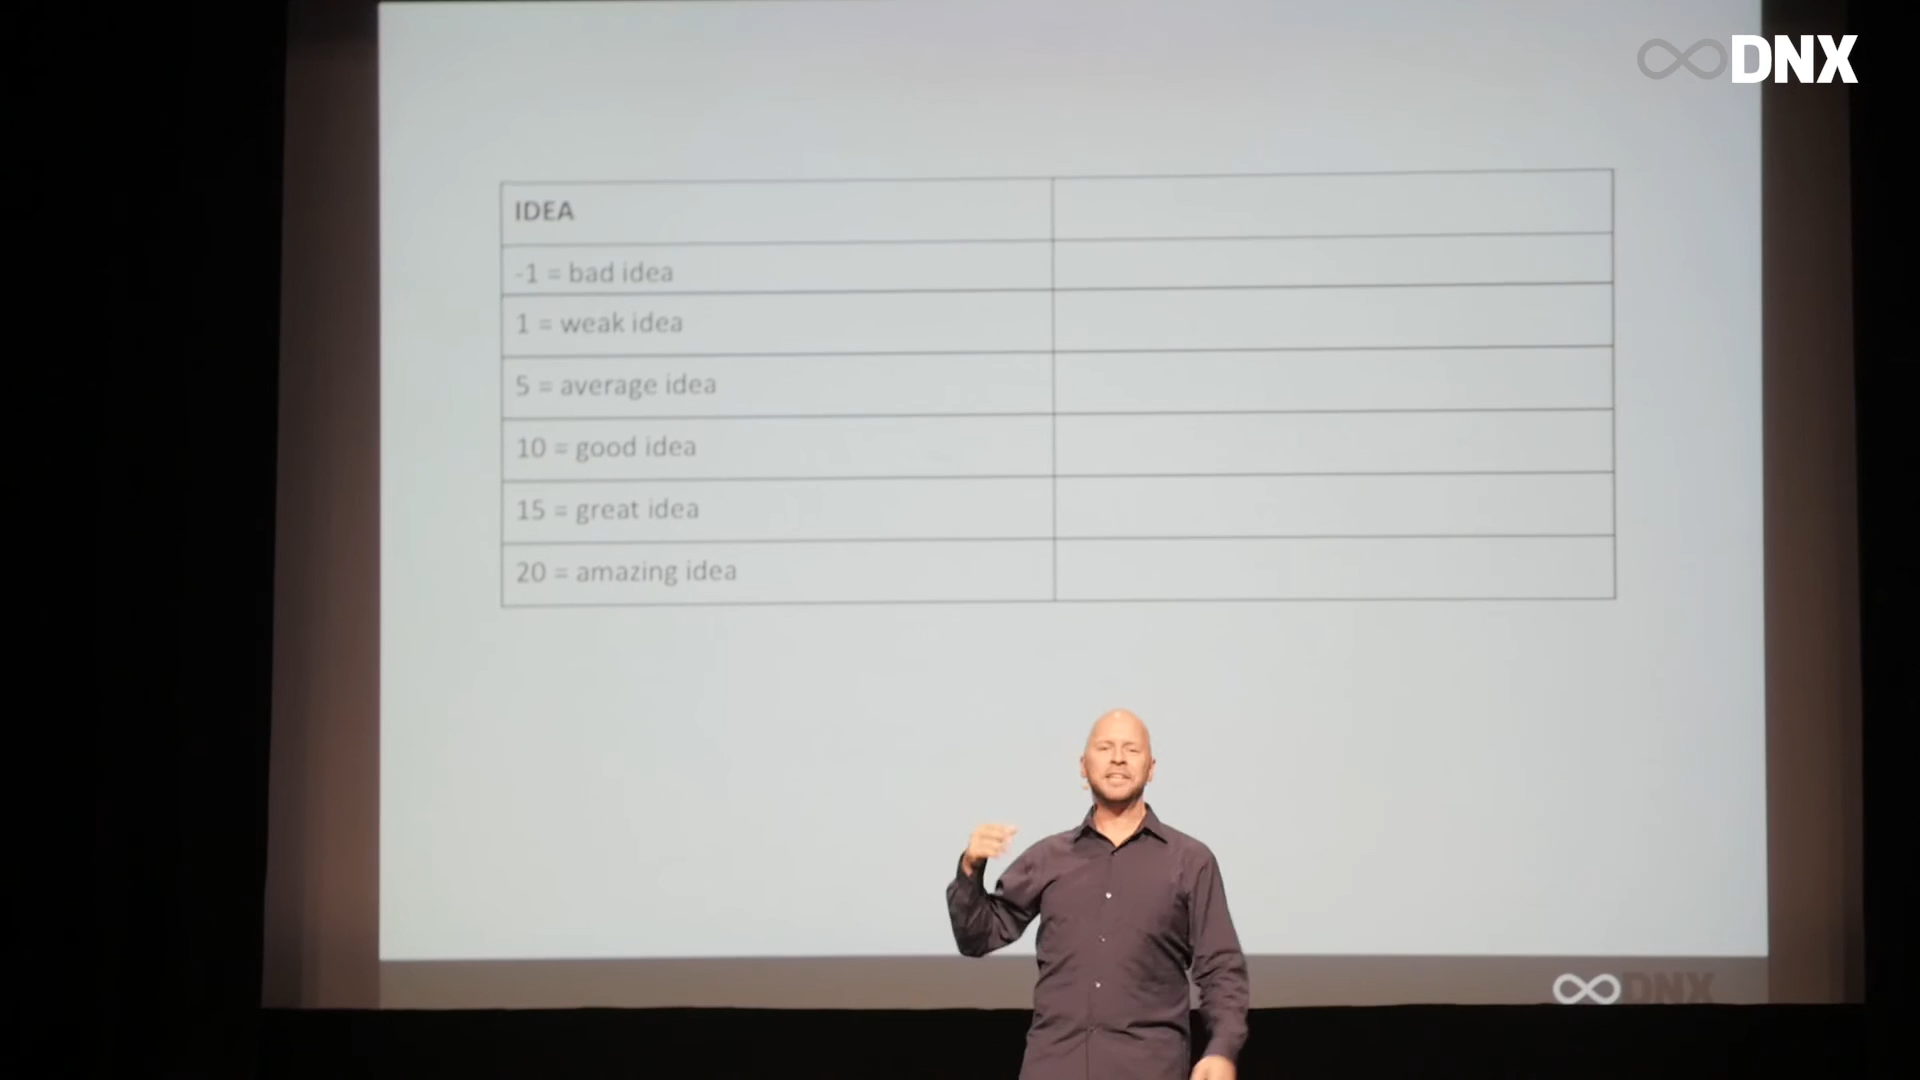 DNX
IDEA
-1 = bad idea
1 = weak idea
5 = average idea
10 = good idea
15 = great idea
20 = amazing idea
DNX